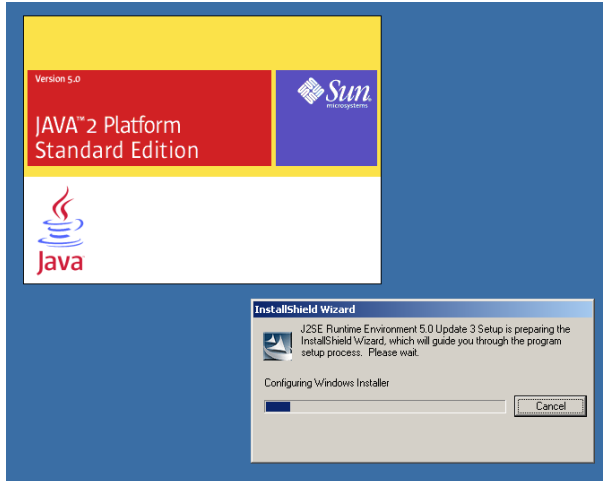 Version 5.0
Sun
microsystems
JAVA™2 Platform
Standard Edition
Java
InstallShield Wizard
J2SE Runtime Environment 5.0 Update 3 Setup is preparing the
InstallShield Wizard, which will guide you through the program
setup process. Please wait.
Configuring Windows Installer
Cancel